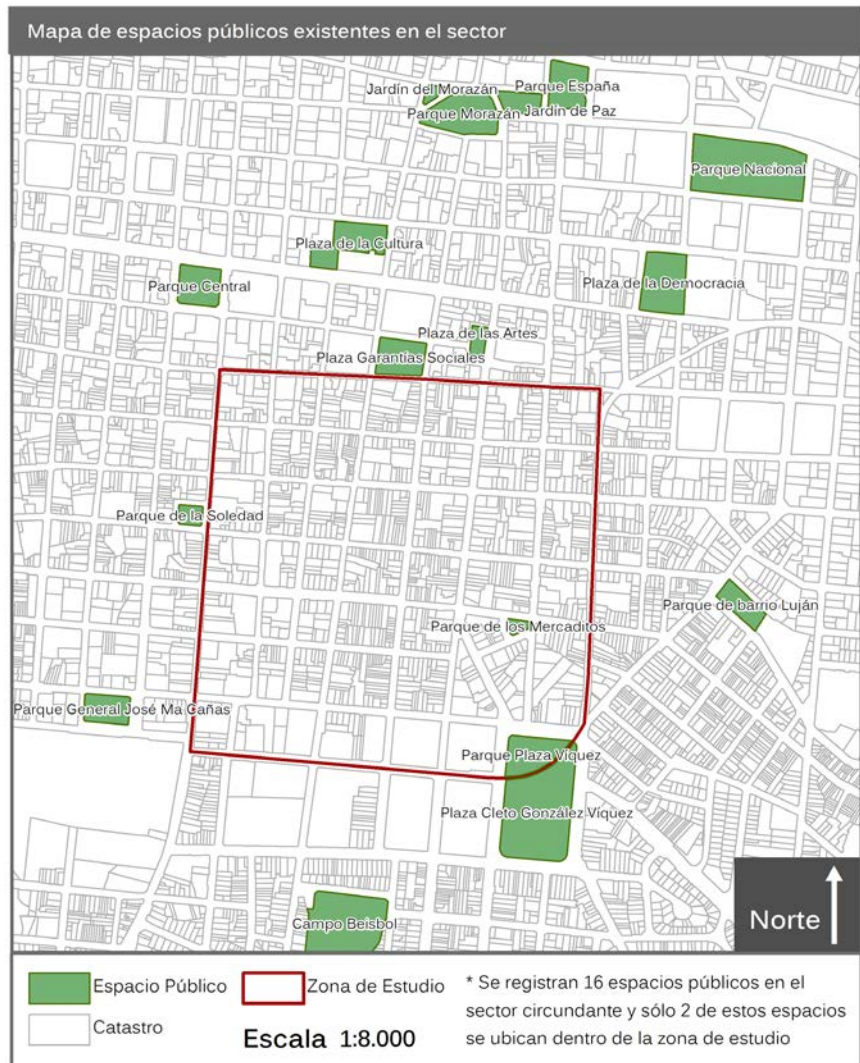 Mapa de espacios públicos existentes en el sector
Jardín del Morazán
Parque España
Parque Morazán
Jardín de Paz
Parque Nacional
Plaza de la Cultura
Parque Central
Plaza de la Democracia
Plaza de las Artes
Plaza Garantías Sociales
Parque de la Soledad
Parque de barrio Luján
Parque de los Mercaditos
Parque General José Ma Cañas
Parque Plaza Víquez
Plaza Cleto González Víquez
Campo Beisbol
Norte
Espacio Público
Zona de Estudio
Catastro
Escala 1:8.000
* Se registran 16 espacios públicos en el
sector circundante y sólo 2 de estos espacios
se ubican dentro de la zona de estudio